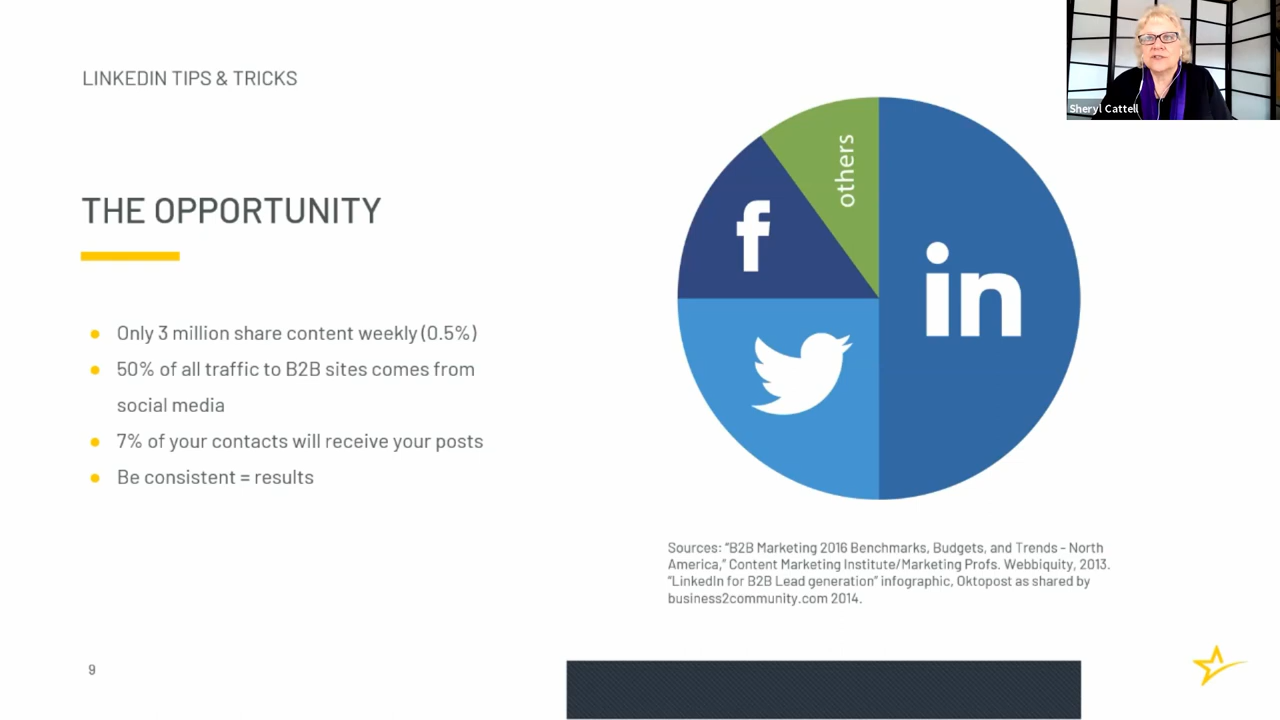 LINKEDIN TIPS & TRICKS
Sheryl Cattell
THE OPPORTUNITY
Only 3 million share content weekly (0.5%)
50% of all traffic to B2B sites comes from
social media
7% of your contacts will receive your posts
Be consistent = results
others
f
in
Sources: "B2B Marketing 2016 Benchmarks, Budgets, and Trends - North
America," Content Marketing Institute/Marketing Profs. Webbiquity, 2013.
"LinkedIn for B2B Lead generation" infographic, Oktopost as shared by
business2community.com 2014.
9